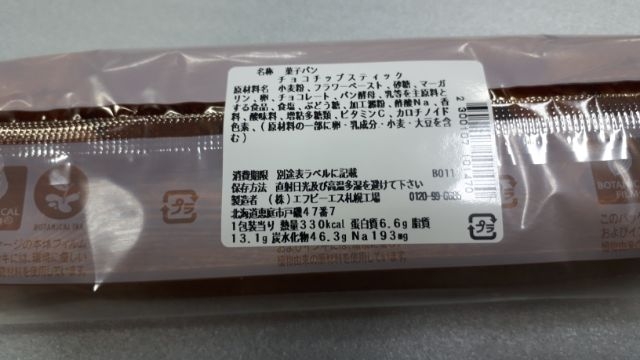 名称 菓子パン
チョコチップスティック
原材料名 小麦粉、フラワーペースト、砂糖、マーガ
リン、卵、チョコレート、パン酵母、乳等を主原料と
する食品、食塩、ぶどう糖、加工澱粉、酢酸Na、香
料、酸味料、増粘多糖類、ビタミンC、カロチノイド
色素、(原材料の一部に卵・乳成分・小麦・大豆を含
む)
消費期限 別途表ラベルに記載 B011
保存方法 直射日光及び高温多湿を避けて下さい
製造者 (株)エフビーエス札幌工場
北海道恵庭市戸磯47番7
1包装当り 熱量330kcal 蛋白質6.6g 脂質
13.1g 炭水化物46.3g Na193mg
プラ
プラ
BOTANICAL INK